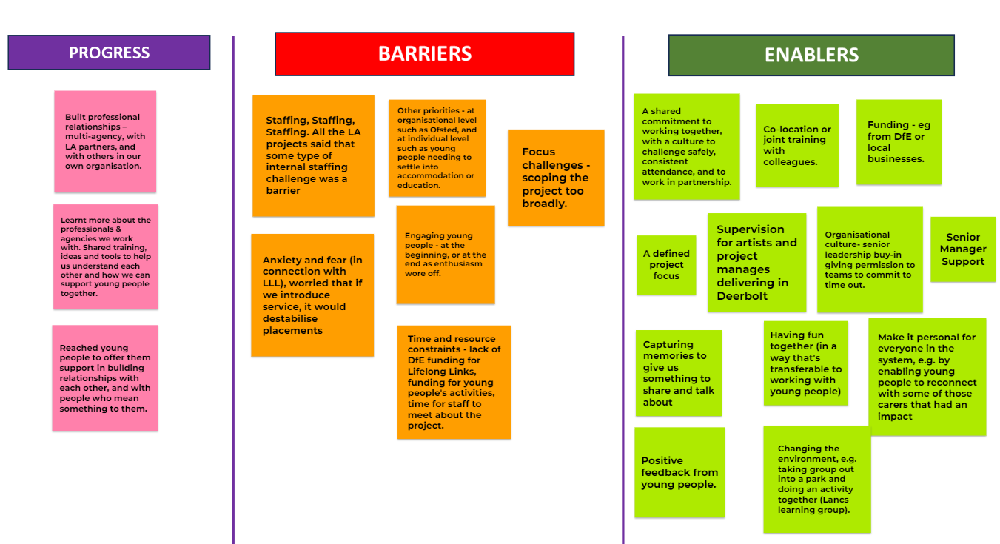 PROGRESS
Built professional
relationships –
multi-agency, with
LA partners, and
with others in our
own organisation.
Learnt more about the
professionals &
agencies we work
with. Shared training,
ideas and tools to help
us understand each
other and how we can
support young people
together.
Reached young
people to offer them
support in building
relationships with
each other, and with
people who mean
something to them.
BARRIERS
Staffing, Staffing,
Staffing. All the LA
projects said that
some type of
internal staffing
challenge was a
barrier
Other priorities - at
organisational level
such as Ofsted, and
at individual level
such as young
people needing to
settle into
accommodation or
education.
Focus
challenges -
scoping the
project too
broadly.
Anxiety and fear (in
connection with
LLL), worried that if
we introduce
service, it would
destabilise
placements
Engaging young
people - at the
beginning, or at the
end as enthusiasm
wore off.
Time and resource
constraints - lack of
DfE funding for
Lifelong Links,
funding for young
people's activities,
time for staff to
meet about the
project.
ENABLERS
A shared
commitment to
working together,
with a culture to
challenge safely,
consistent
attendance, and to
work in partnership.
Co-location or
joint training
with
colleagues.
Funding - eg
from DfE or
local
businesses.
A defined
project
focus
Supervision
for artists and
project
manages
delivering in
Deerbolt
Organisational
culture- senior
leadership buy-in
giving permission to
teams to commit to
time out.
Senior
Manager
Support
Capturing
memories to
give us
something to
share and talk
about
Having fun
together (in a
way that's
transferable to
working with
young people)
Make it personal for
everyone in the
system, e.g. by
enabling young
people to reconnect
with some of those
carers that had an
impact
Positive
feedback from
young people.
Changing the
environment, e.g.
taking group out
into a park and
doing an activity
together (Lancs
learning group).